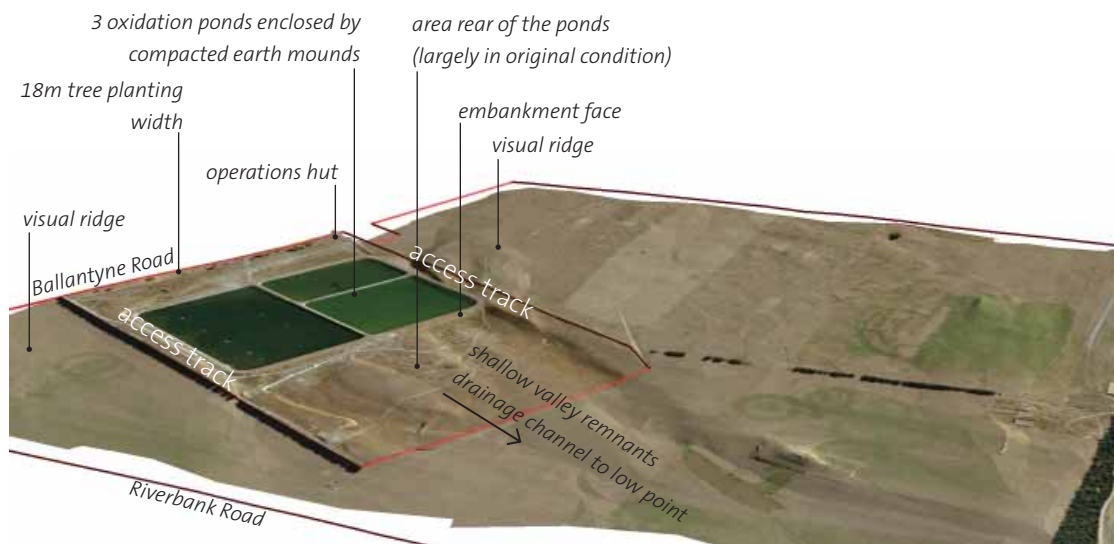 3 oxidation ponds enclosed by
compacted earth mounds
area rear of the ponds
(largely in original condition)
18m tree planting
width
embankment face
visual ridge
operations hut
visual ridge
Ballantyne Road
access track
access track
shallow valley remnants
drainage channel to low point
Riverbank Road